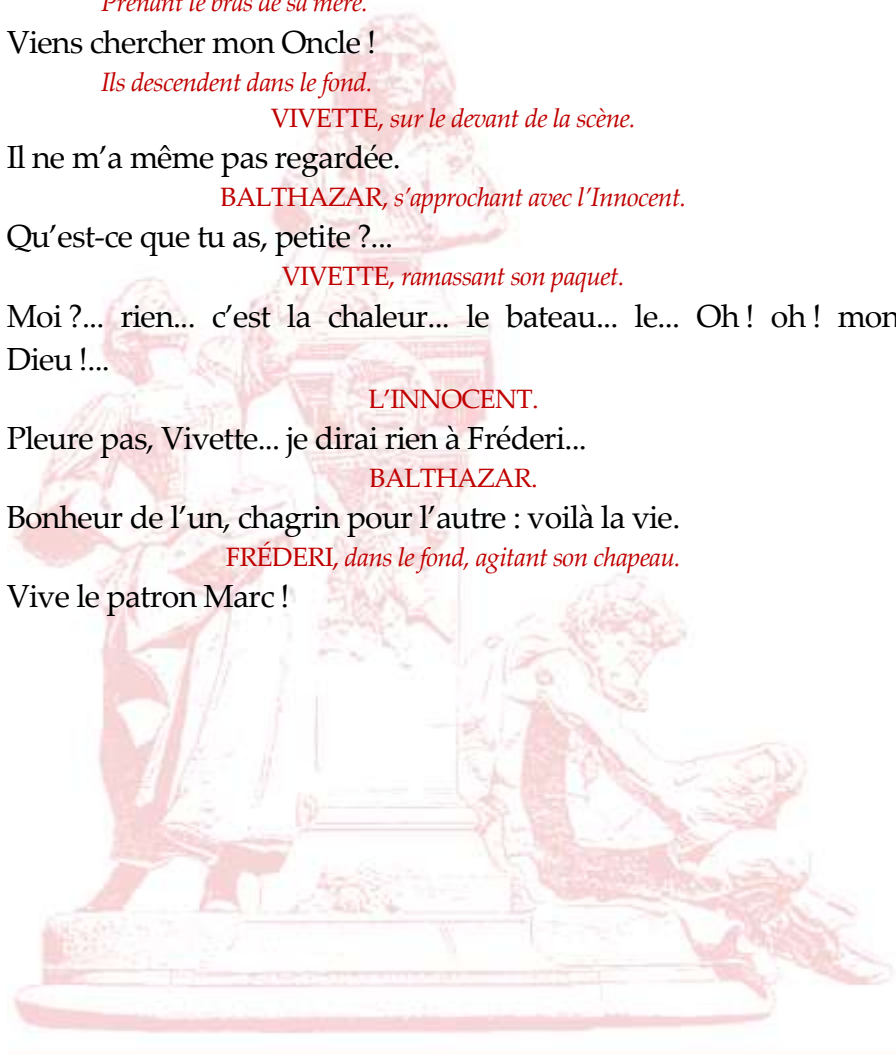 Prenant le bras de sa mère.
Viens chercher mon Oncle !
Ils descendent dans le fond.
VIVETTE, sur le devant de la scène.
Il ne m’a même pas regardée.
BALTHAZAR, s’approchant avec l’Innocent.
Qu’est-ce que tu as, petite ?...
VIVETTE, ramassant son paquet.
Moi ?... rien... c’est la chaleur... le bateau... le... Oh ! oh ! mon
Dieu !...
L’INNOCENT.
Pleure pas, Vivette... je dirai rien à Fréderi...
BALTHAZAR.
Bonheur de l’un, chagrin pour l’autre : voilà la vie.
FRÉDERI, dans le fond, agitant son chapeau.
Vive le patron Marc !